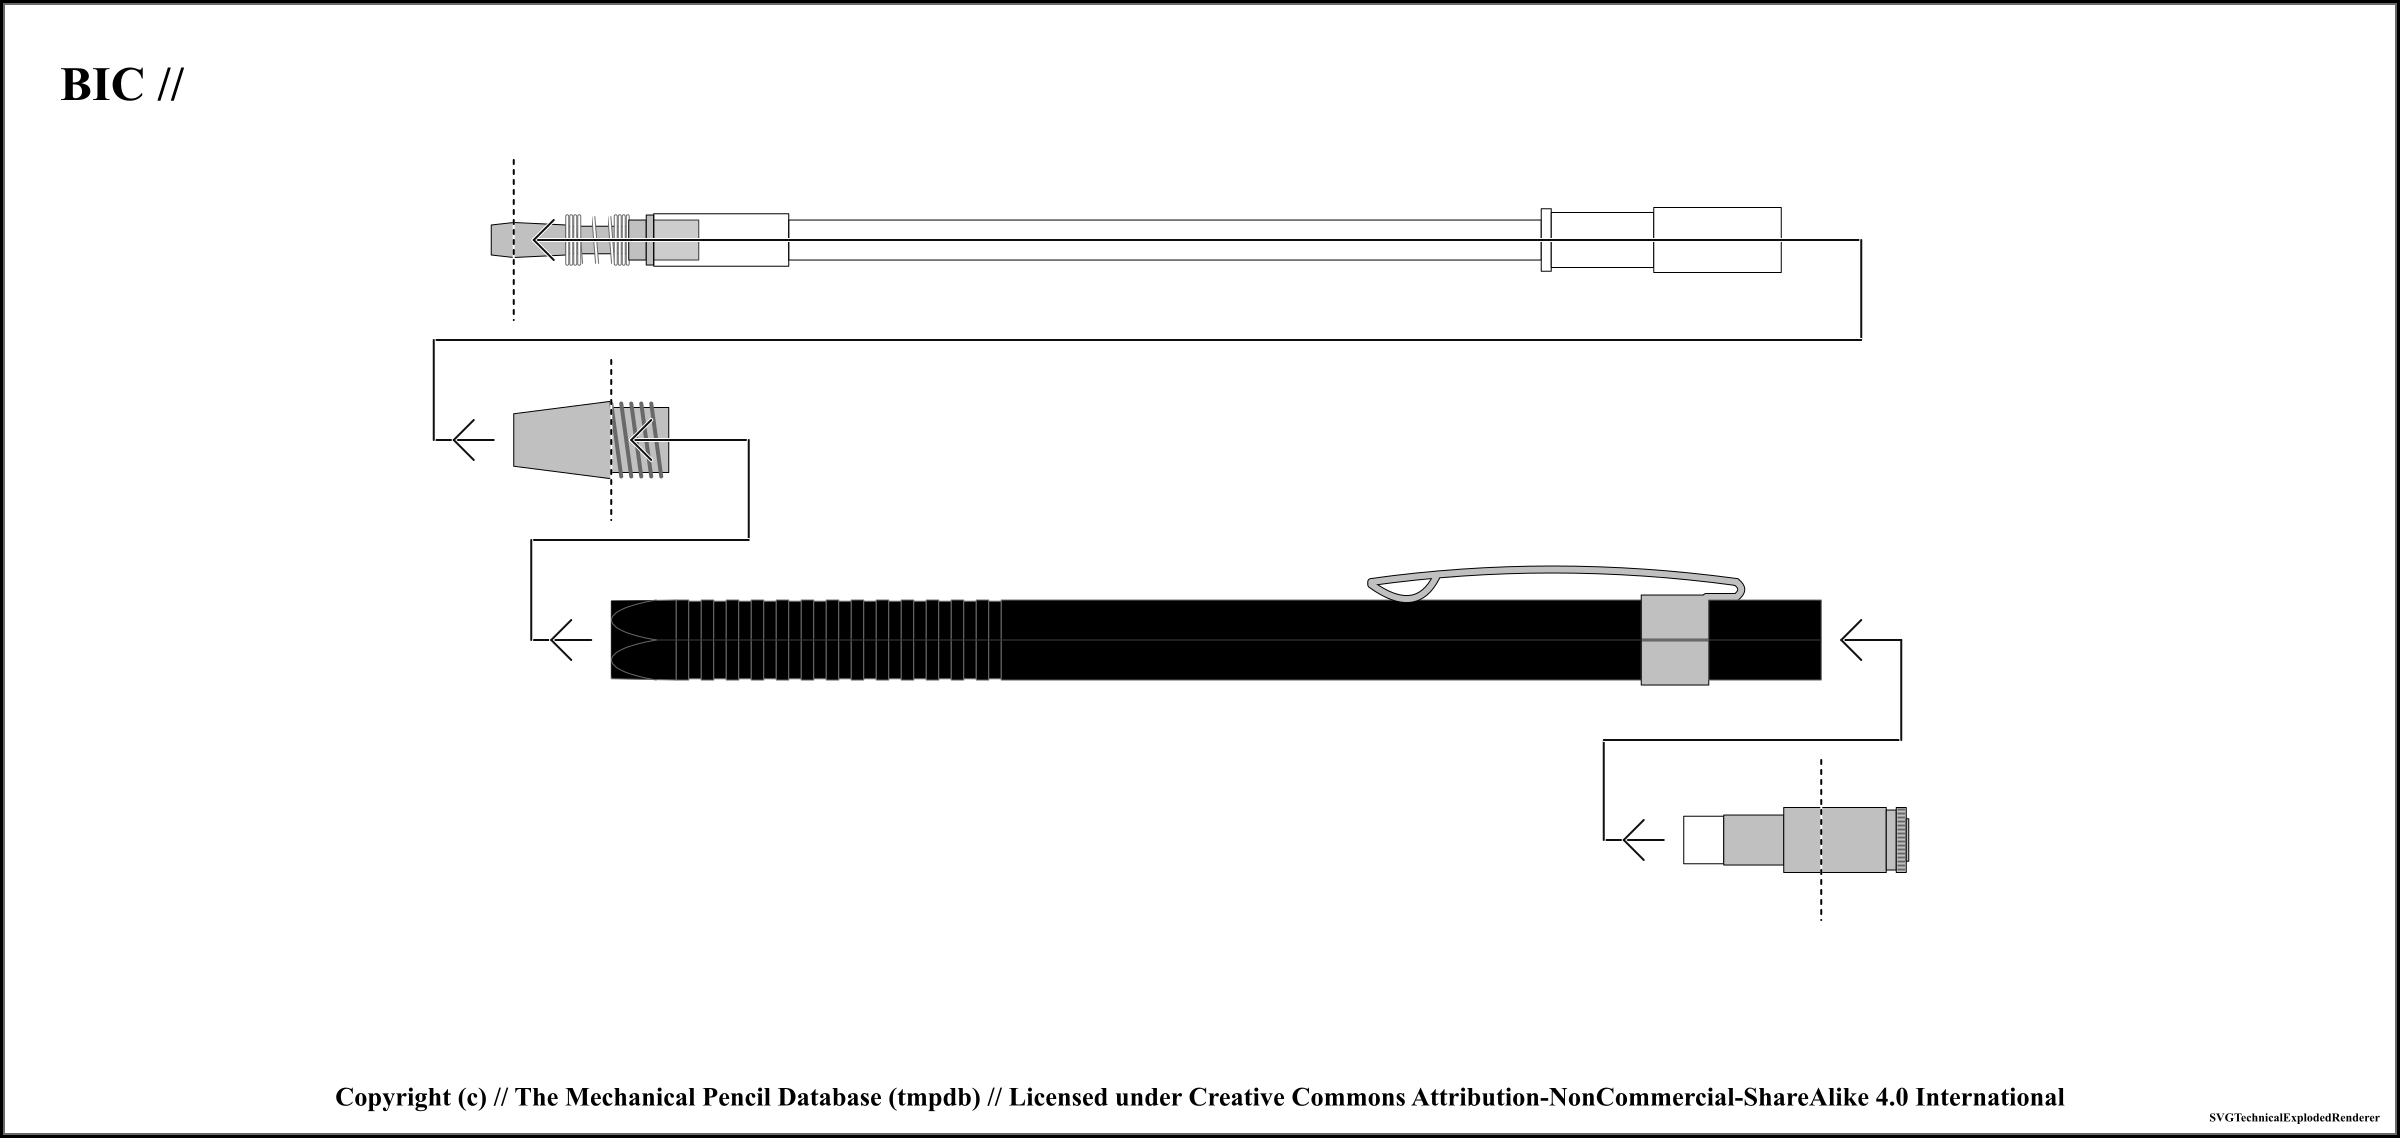 BIC //
Copyright (c) // The Mechanical Pencil Database (tmpdb) // Licensed under Creative Commons Attribution-NonCommercial-ShareAlike 4.0 International
SVGTechnicalExplodedRenderer